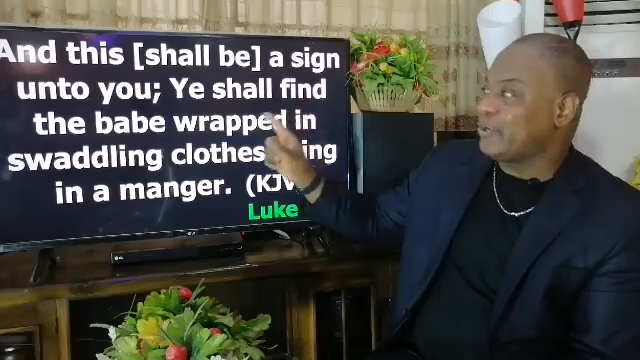 And this [shall be] a sign
unto you; Ye shall find
the babe wrapped in
swaddling clothes
in a manger. (KJV
Luke